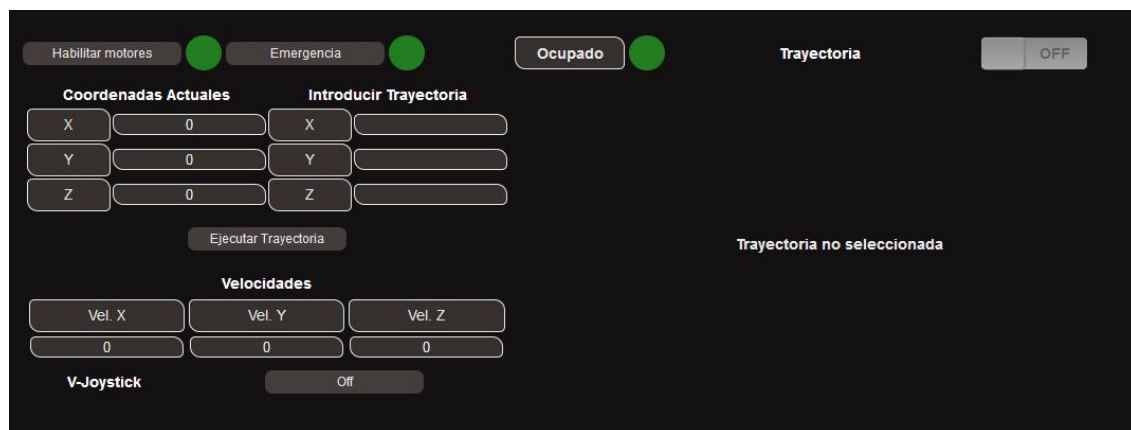 Habilitar motores Emergencia Ocupado Trayectoria OFF
Coordenadas Actuales Introducir Trayectoria
X 0 X
Y 0 Y
Z 0 Z
Ejecutar Trayectoria
Trayectoria no seleccionada
Velocidades
Vel. X Vel. Y Vel. Z
0 0 0
V-Joystick Off